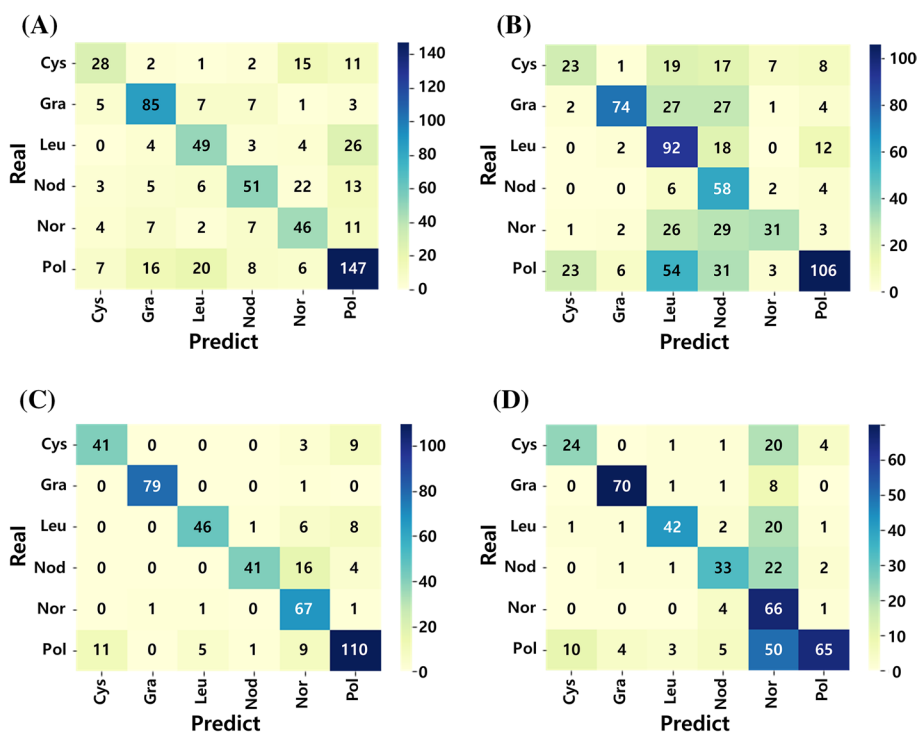 (A)
Real
Cys 28 2 1 2 15 11
Gra 5 85 7 7 1 3
Leu 0 4 49 3 4 26
Nod 3 5 6 51 22 13
Nor 4 7 2 7 46 11
Pol 7 16 20 8 6 147
Cys Gra Leu Nod Nor Pol
Predict
140
120
100
80
60
40
20
0
(B)
Real
Cys 23 1 19 17 7 8
Gra 2 74 27 27 1 4
Leu 0 2 92 18 0 12
Nod 0 0 6 58 2 4
Nor 1 2 26 29 31 3
Pol 23 6 54 31 3 106
Cys Gra Leu Nod Nor Pol
Predict
100
80
60
40
20
0
(C)
Real
Cys 41 0 0 0 3 9
Gra 0 79 0 0 1 0
Leu 0 0 46 1 6 8
Nod 0 0 0 41 16 4
Nor 0 1 1 0 67 1
Pol 11 0 5 1 9 110
Cys Gra Leu Nod Nor Pol
Predict
100
80
60
40
20
0
(D)
Real
Cys 24 0 1 1 20 4
Gra 0 70 1 1 8 0
Leu 1 1 42 2 20 1
Nod 0 1 1 33 22 2
Nor 0 0 0 4 66 1
Pol 10 4 3 5 50 65
Cys Gra Leu Nod Nor Pol
Predict
60
50
40
30
20
10
0